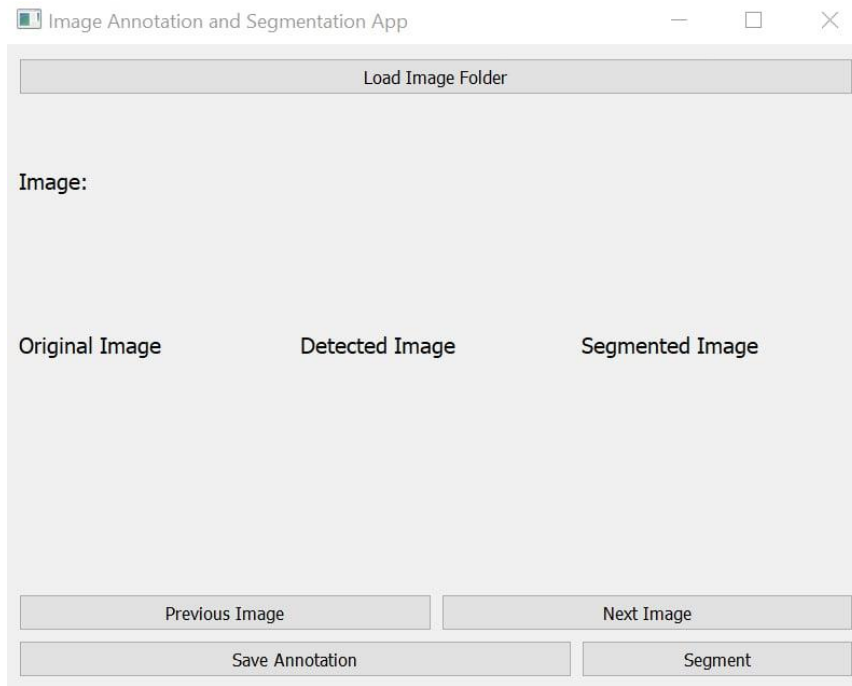 Image Annotation and Segmentation App
Load Image Folder
Image:
Original Image Detected Image Segmented Image
Previous Image Next Image
Save Annotation Segment